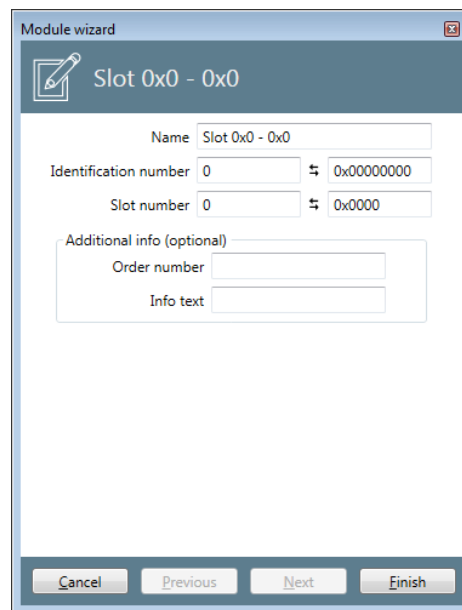 Module wizard
Slot 0x0 - 0x0
Name Slot 0x0 - 0x0
Identification number 0 0x00000000
Slot number 0 0x0000
Additional info (optional)
Order number
Info text
Cancel Previous Next Finish